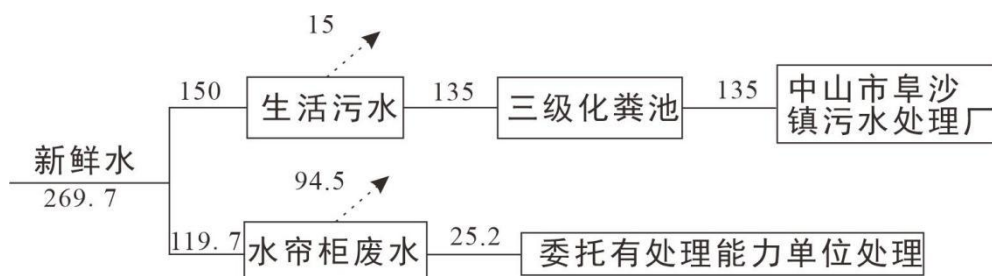 15
150
生活污水
135
三级化粪池
135
中山市阜沙
镇污水处理厂
新鲜水
269. 7
94.5
119. 7
水帘柜废水
25.2
委托有处理能力单位处理